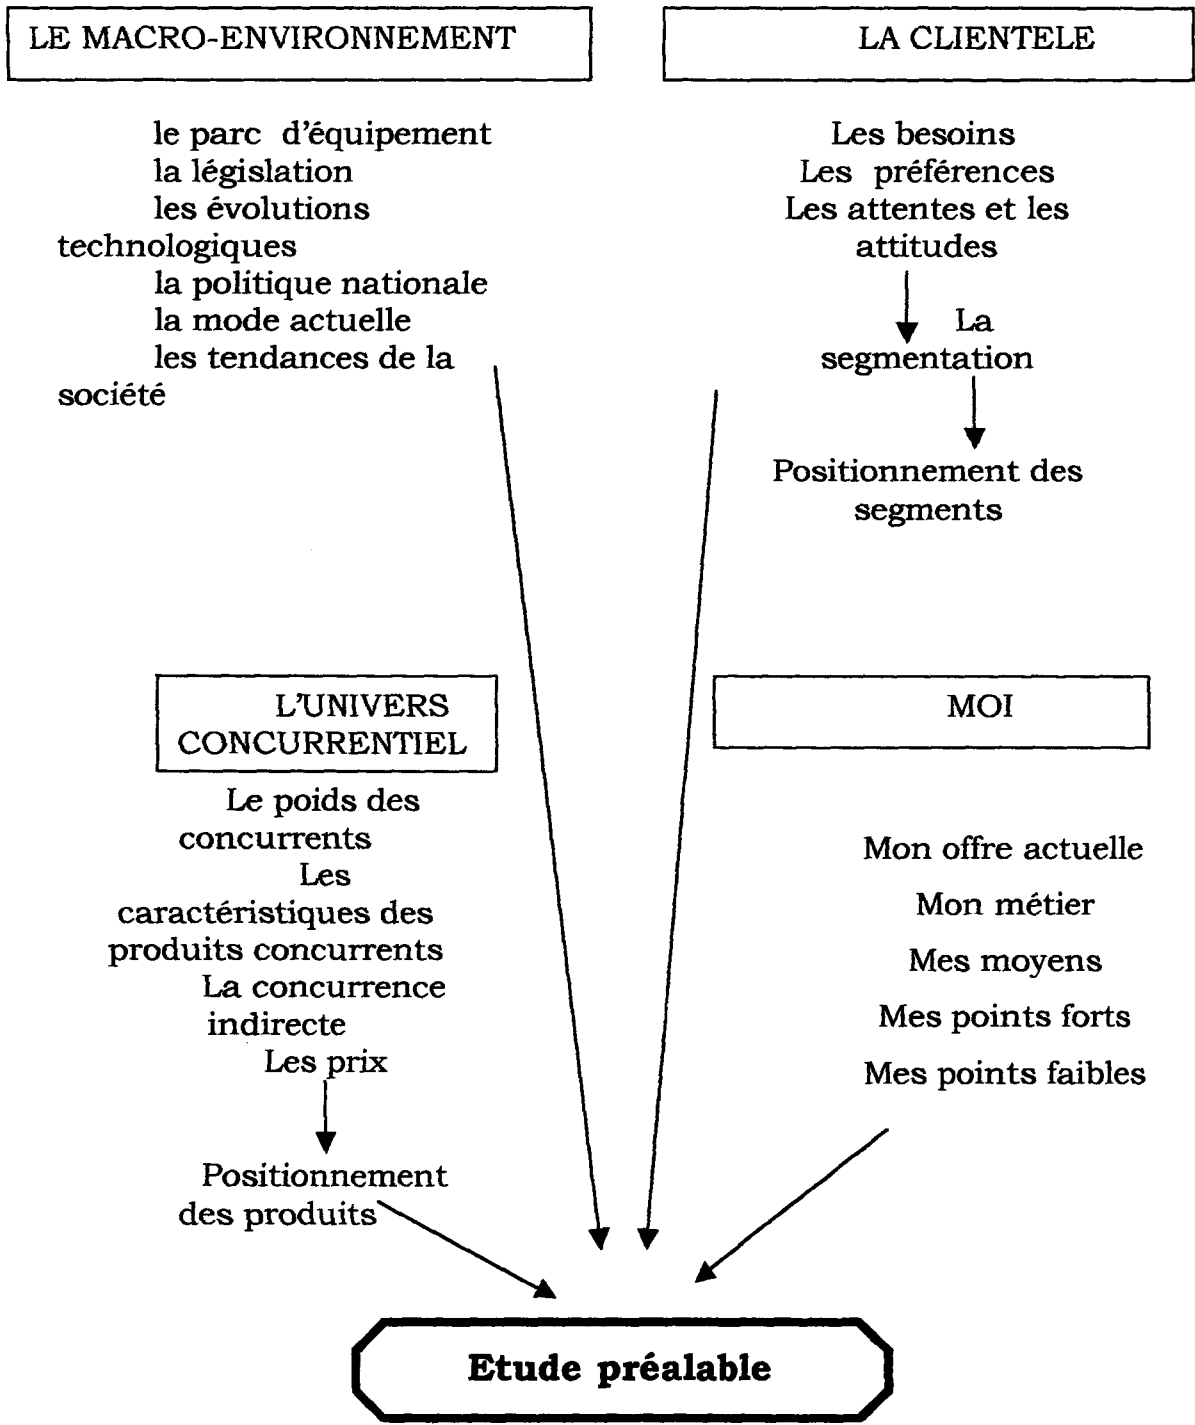 LE MACRO-ENVIRONNEMENT
le parc d'équipement
la législation
les évolutions
technologiques
la politique nationale
la mode actuelle
les tendances de la
société
LA CLIENTELE
Les besoins
Les préférences
Les attentes et les
attitudes
La
segmentation
Positionnement des
segments
L'UNIVERS
CONCURRENTIEL
Le poids des
concurrents
Les
caractéristiques des
produits concurrents
La concurrence
indirecte
Les prix
Positionnement
des produits
MOI
Mon offre actuelle
Mon métier
Mes moyens
Mes points forts
Mes points faibles
Etude préalable